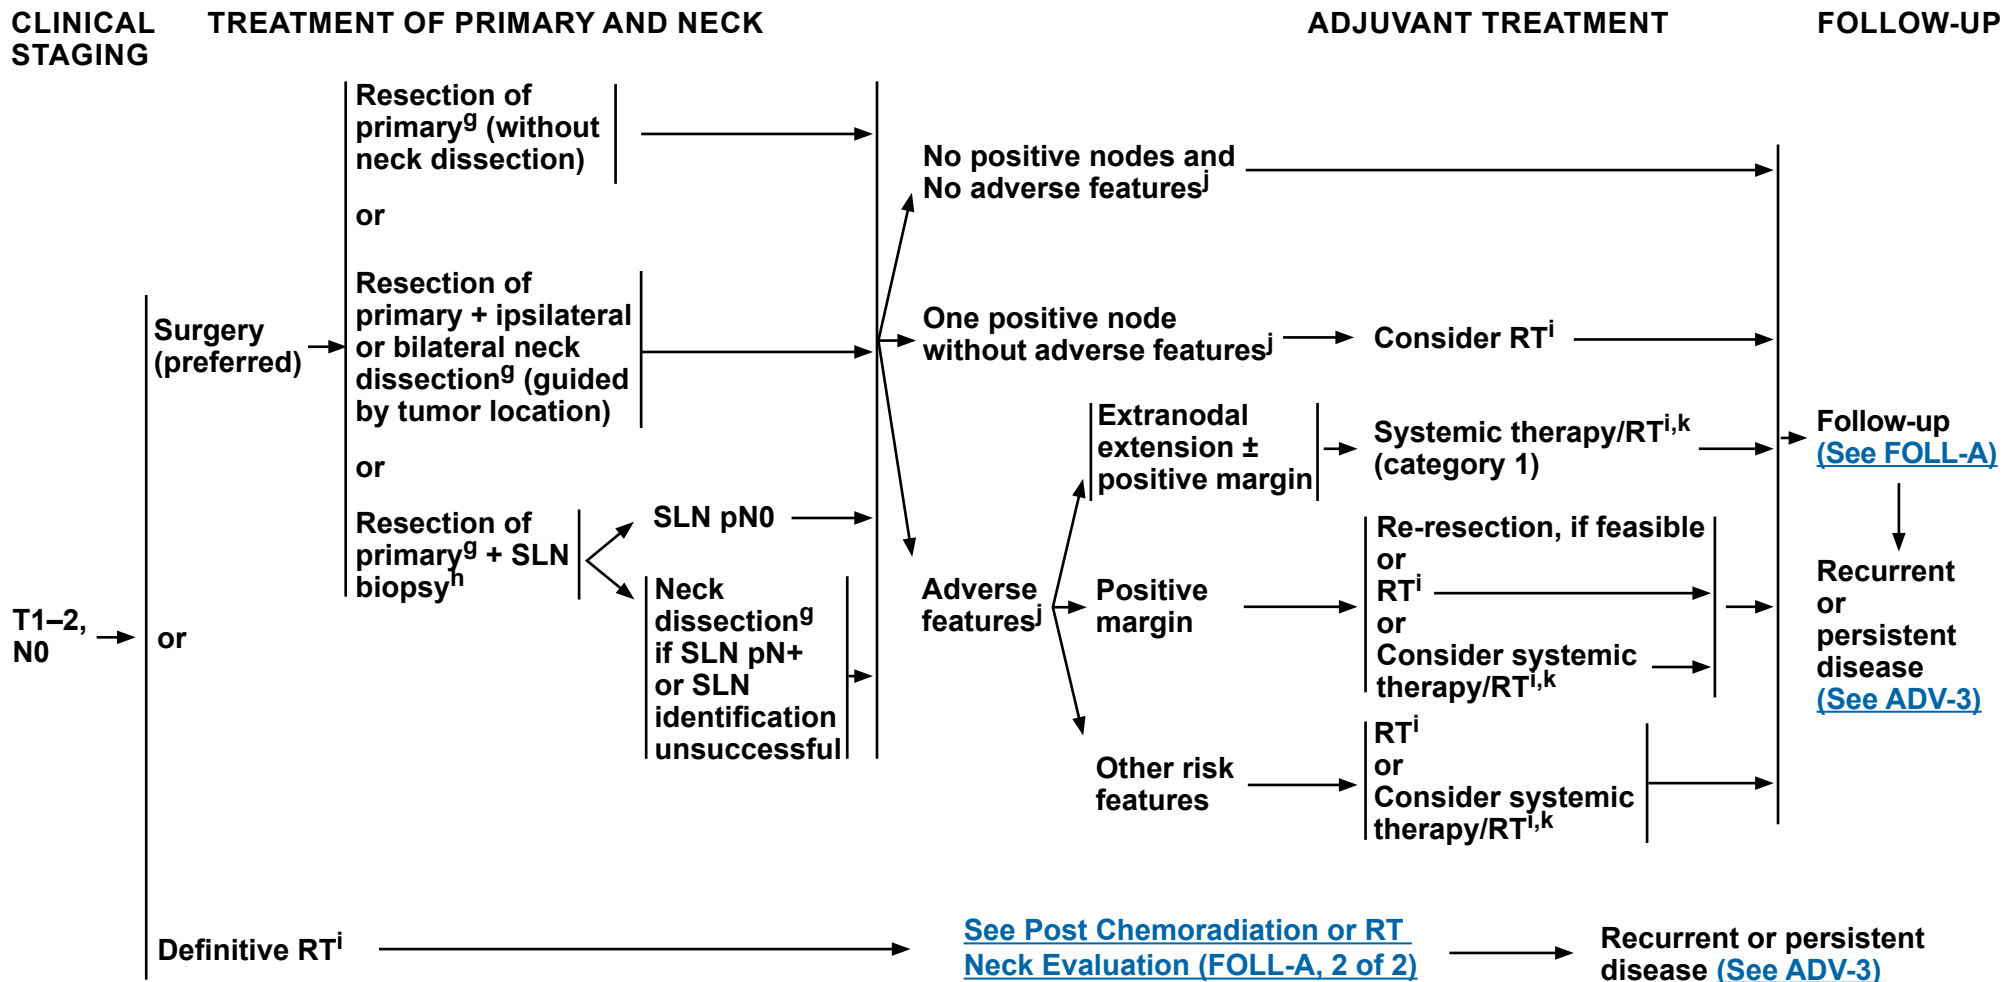 CLINICAL
STAGING
TREATMENT OF PRIMARY AND NECK
ADJUVANT TREATMENT
FOLLOW-UP
T1–2,
N0
Surgery
(preferred)
or
Definitive RTi
Resection of
primaryg (without
neck dissection)
or
Resection of
primary + ipsilateral
or bilateral neck
dissectiong (guided
by tumor location)
or
Resection of
primaryg + SLN
biopsyh
SLN pN0
Neck
dissectiong
if SLN pN+
or SLN
identification
unsuccessful
No positive nodes and
No adverse featuresj
One positive node
without adverse featuresj
Consider RTi
Adverse
featuresj
Extranodal
extension ±
positive margin
Systemic therapy/RTi,k
(category 1)
Positive
margin
Re-resection, if feasible
or
RTi
or
Consider systemic
therapy/RTi,k
Other risk
features
RTi
or
Consider systemic
therapy/RTi,k
Follow-up
(See FOLL-A)
Recurrent
or
persistent
disease
(See ADV-3)
See Post Chemoradiation or RT
Neck Evaluation (FOLL-A, 2 of 2)
Recurrent or persistent
disease (See ADV-3)